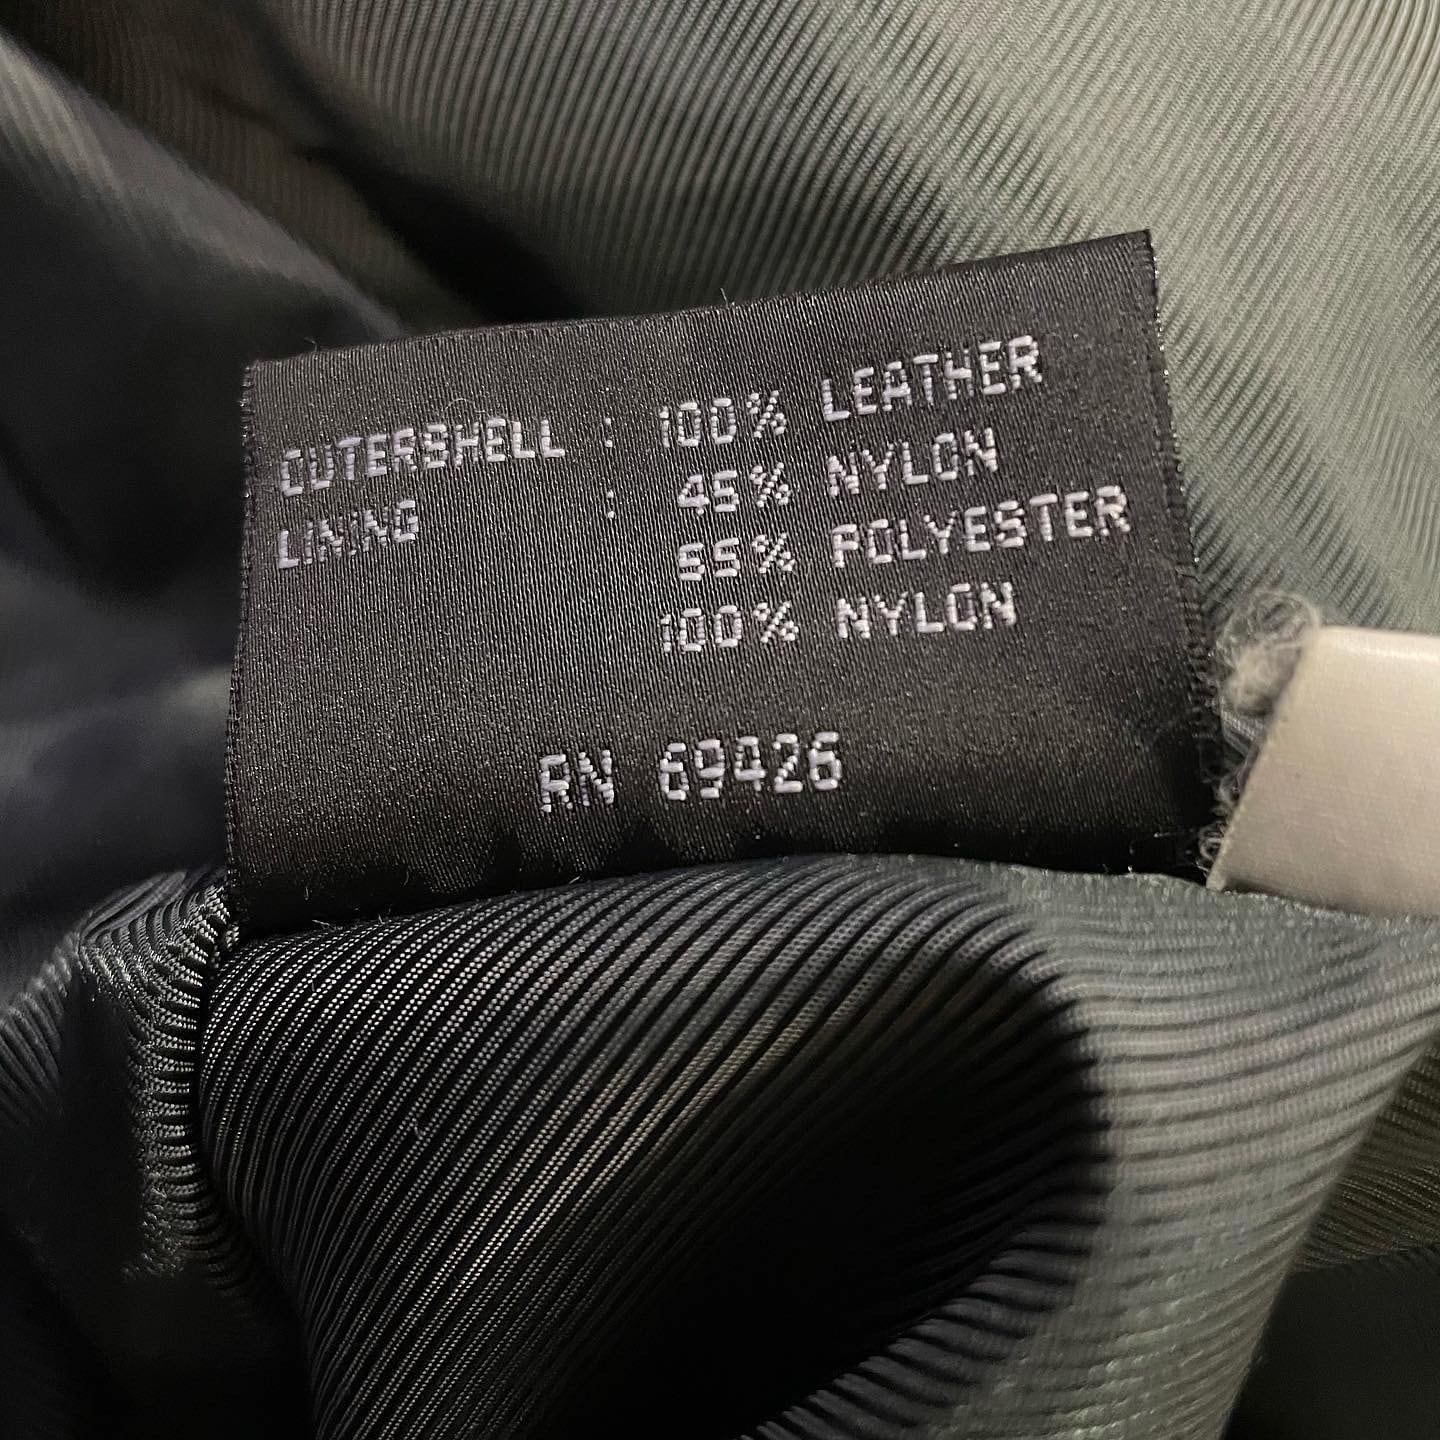 OUTERSHELL : 100% LEATHER
LINING : 45% NYLON
55% POLYESTER
100% NYLON
RN 69426